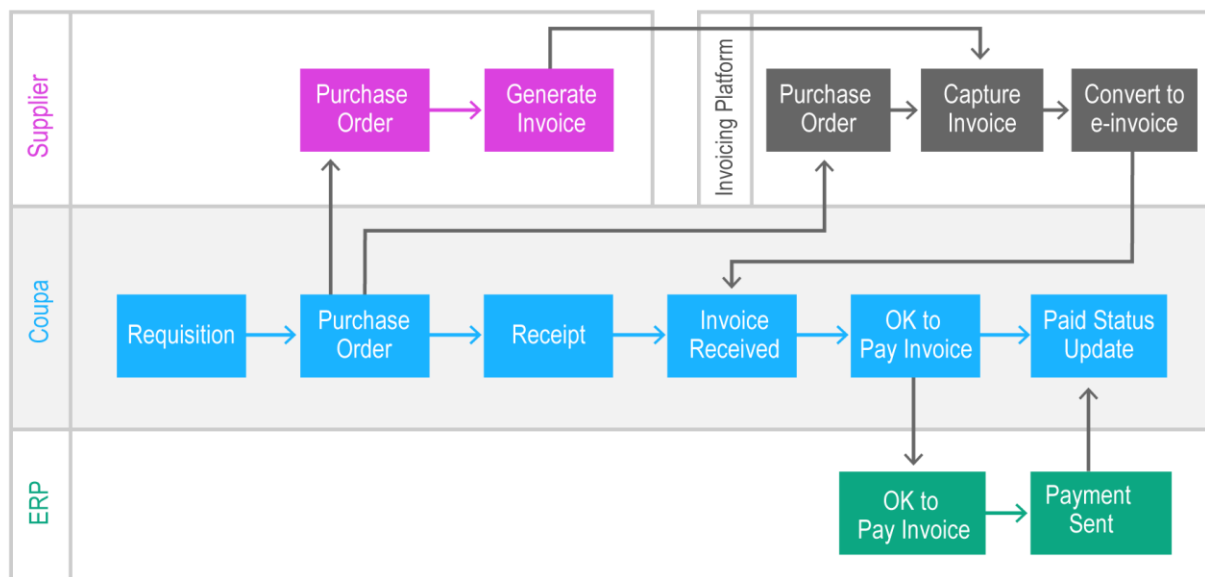 Supplier
Purchase
Order
Generate
Invoice
Invoicing Platform
Purchase
Order
Capture
Invoice
Convert to
e-invoice
Coupa
Requisition
Purchase
Order
Receipt
Invoice
Received
OK to
Pay Invoice
Paid Status
Update
ERP
OK to
Pay Invoice
Payment
Sent